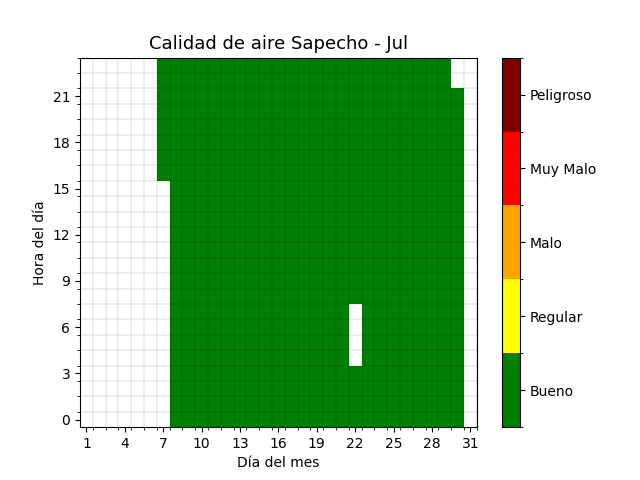 Calidad de aire Sapecho - Jul
Hora del día
21
18
15
12
9
6
3
0
1 4 7 10 13 16 19 22 25 28 31
Día del mes
Peligroso
Muy Malo
Malo
Regular
Bueno